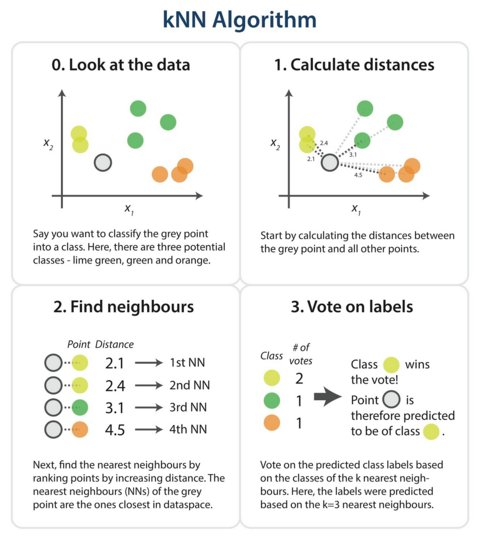 kNN Algorithm
0. Look at the data
x2
x1
Say you want to classify the grey point
into a class. Here, there are three potential
classes - lime green, green and orange.
1. Calculate distances
x2
2.4
2.1
3.1
4.5
x1
Start by calculating the distances between
the grey point and all other points.
2. Find neighbours
Point Distance
2.1 1st NN
2.4 2nd NN
3.1 3rd NN
4.5 4th NN
Next, find the nearest neighbours by
ranking points by increasing distance. The
nearest neighbours (NNs) of the grey
point are the ones closest in dataspace.
3. Vote on labels
Class # of
votes
2
1
1
Class wins
the vote!
Point is
therefore predicted
to be of class .
Vote on the predicted class labels based
on the classes of the k nearest neigh-
bours. Here, the labels were predicted
based on the k=3 nearest neighbours.